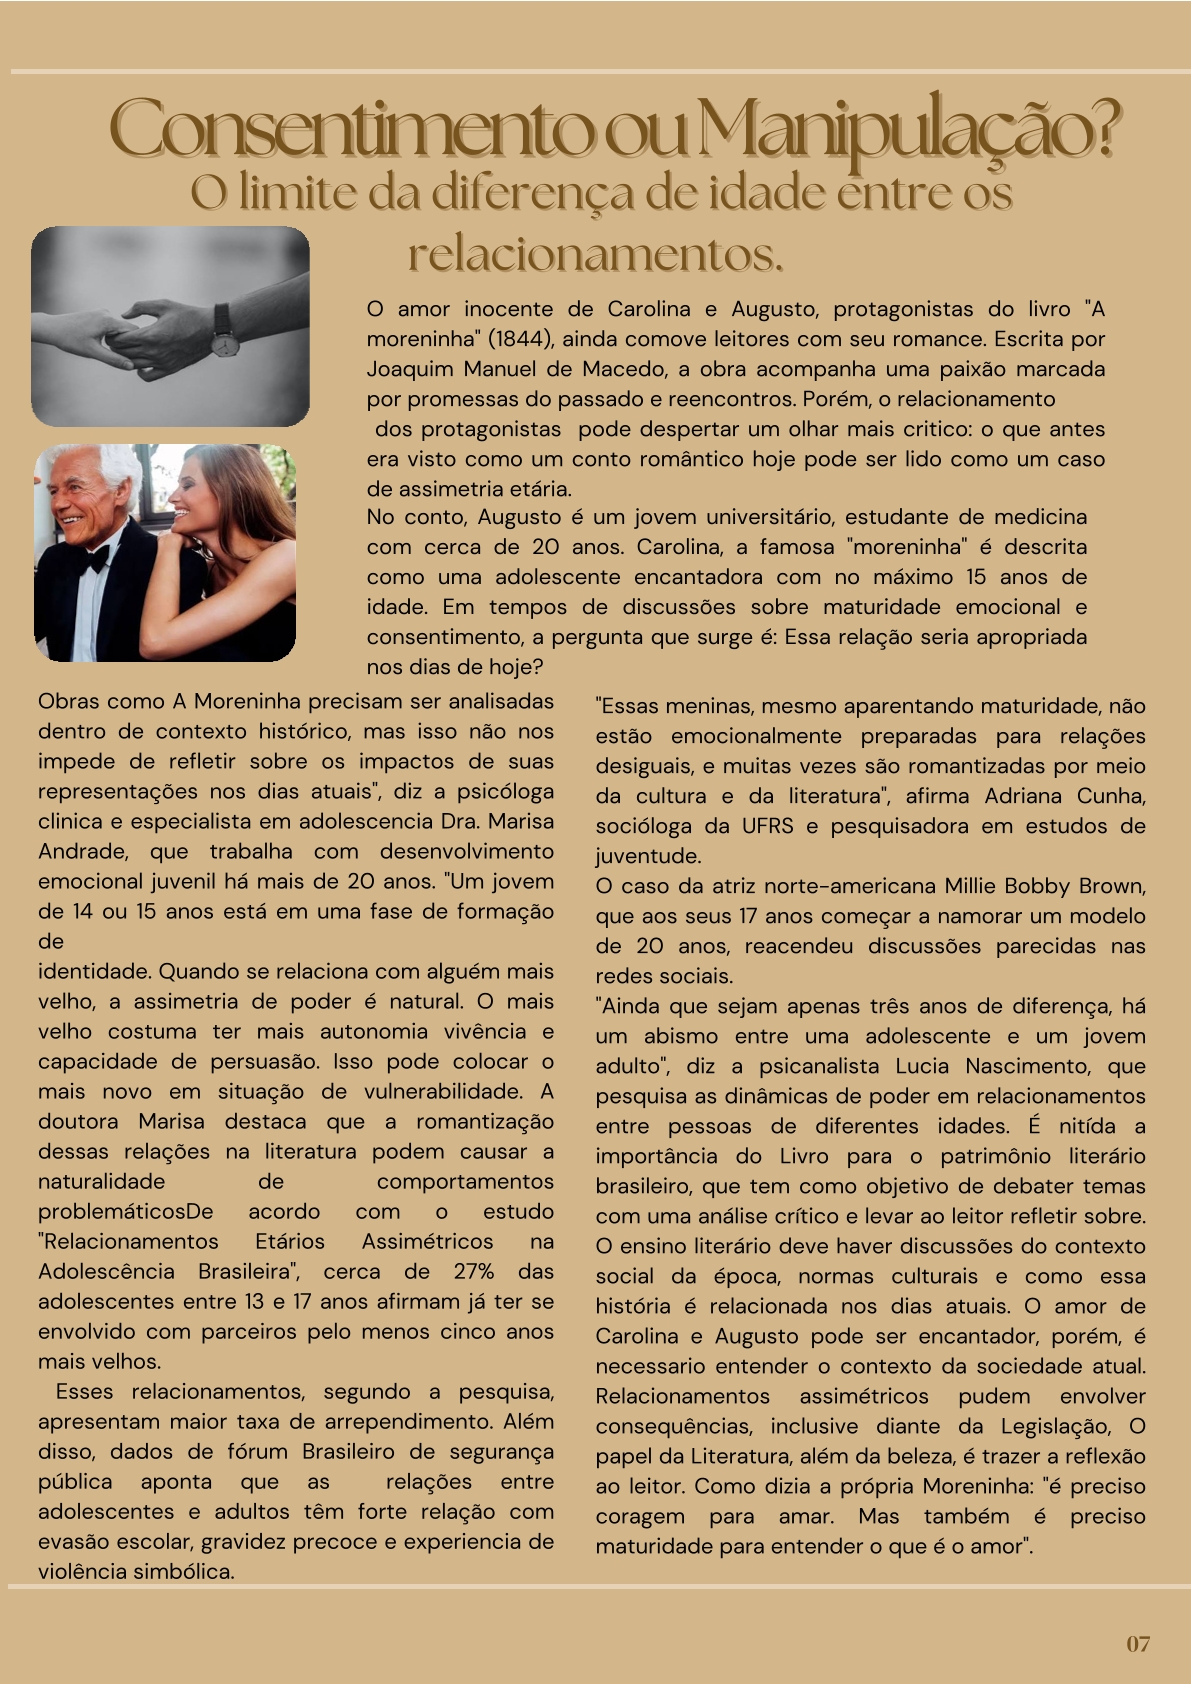 Consentimento ou Manipulação?
O limite da diferença de idade entre os
relacionamentos.
O amor inocente de Carolina e Augusto, protagonistas do livro "A
moreninha" (1844), ainda comove leitores com seu romance. Escrita por
Joaquim Manuel de Macedo, a obra acompanha uma paixão marcada
por promessas do passado e reencontros. Porém, o relacionamento
dos protagonistas pode despertar um olhar mais critico: o que antes
era visto como um conto romântico hoje pode ser lido como um caso
de assimetria etária.
No conto, Augusto é um jovem universitário, estudante de medicina
com cerca de 20 anos. Carolina, a famosa "moreninha" é descrita
como uma adolescente encantadora com no máximo 15 anos de
idade. Em tempos de discussões sobre maturidade emocional e
consentimento, a pergunta que surge é: Essa relação seria apropriada
nos dias de hoje?
Obras como A Moreninha precisam ser analisadas
dentro de contexto histórico, mas isso não nos
impede de refletir sobre os impactos de suas
representações nos dias atuais", diz a psicóloga
clinica e especialista em adolescencia Dra. Marisa
Andrade, que trabalha com desenvolvimento
emocional juvenil há mais de 20 anos. "Um jovem
de 14 ou 15 anos está em uma fase de formação
de
identidade. Quando se relaciona com alguém mais
velho, a assimetria de poder é natural. O mais
velho costuma ter mais autonomia vivência e
capacidade de persuasão. Isso pode colocar o
mais novo em situação de vulnerabilidade. A
doutora Marisa destaca que a romantização
dessas relações na literatura podem causar a
naturalidade de comportamentos
problemáticosDe acordo com o estudo
"Relacionamentos Etários Assimétricos na
Adolescência Brasileira", cerca de 27% das
adolescentes entre 13 e 17 anos afirmam já ter se
envolvido com parceiros pelo menos cinco anos
mais velhos.
Esses relacionamentos, segundo a pesquisa,
apresentam maior taxa de arrependimento. Além
disso, dados de fórum Brasileiro de segurança
pública aponta que as relações entre
adolescentes e adultos têm forte relação com
evasão escolar, gravidez precoce e experiencia de
violência simbólica.
"Essas meninas, mesmo aparentando maturidade, não
estão emocionalmente preparadas para relações
desiguais, e muitas vezes são romantizadas por meio
da cultura e da literatura", afirma Adriana Cunha,
socióloga da UFRS e pesquisadora em estudos de
juventude.
O caso da atriz norte-americana Millie Bobby Brown,
que aos seus 17 anos começar a namorar um modelo
de 20 anos, reacendeu discussões parecidas nas
redes sociais.
"Ainda que sejam apenas três anos de diferença, há
um abismo entre uma adolescente e um jovem
adulto", diz a psicanalista Lucia Nascimento, que
pesquisa as dinâmicas de poder em relacionamentos
entre pessoas de diferentes idades. É nitída a
importância do Livro para o patrimônio literário
brasileiro, que tem como objetivo de debater temas
com uma análise crítico e levar ao leitor refletir sobre.
O ensino literário deve haver discussões do contexto
social da época, normas culturais e como essa
história é relacionada nos dias atuais. O amor de
Carolina e Augusto pode ser encantador, porém, é
necessario entender o contexto da sociedade atual.
Relacionamentos assimétricos pudem envolver
consequências, inclusive diante da Legislação, O
papel da Literatura, além da beleza, é trazer a reflexão
ao leitor. Como dizia a própria Moreninha: "é preciso
coragem para amar. Mas também é preciso
maturidade para entender o que é o amor".
07